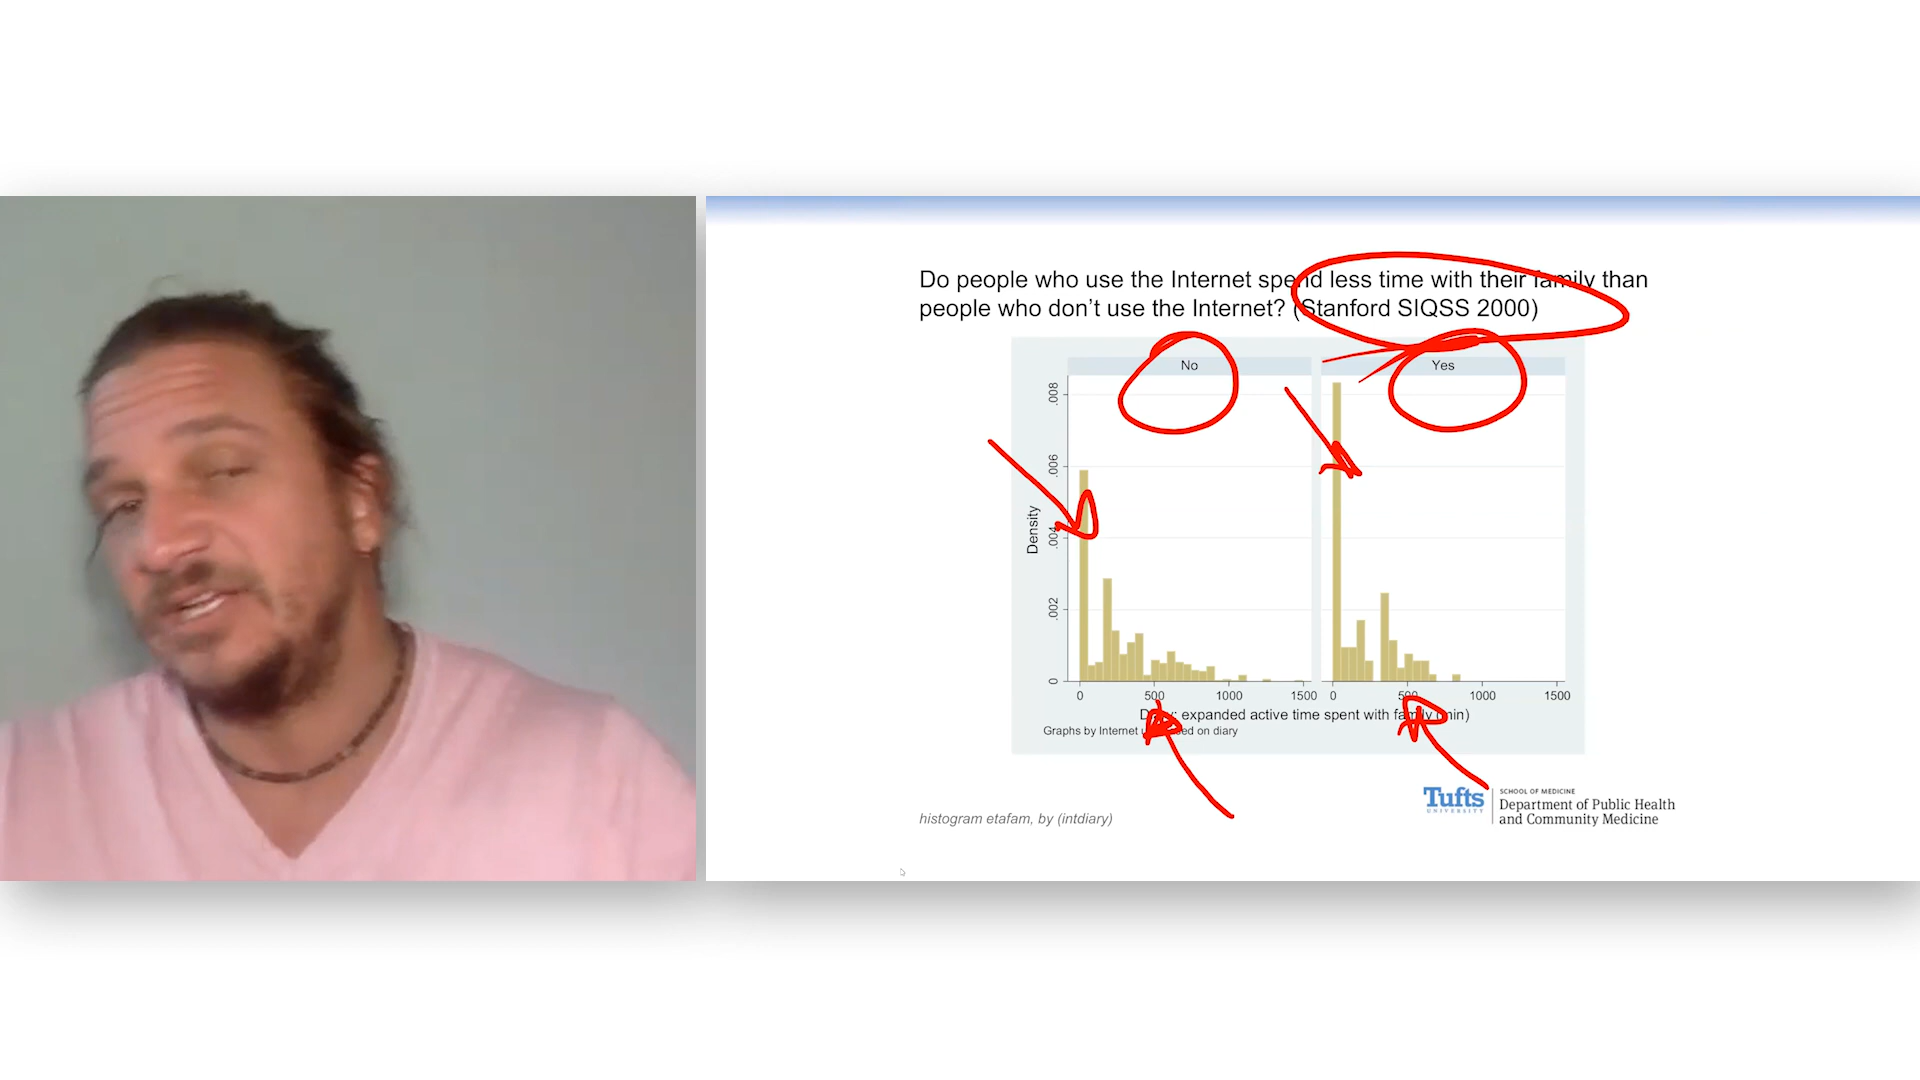 Do people who use the Internet spend less time with their family than
people who don't use the Internet? (Stanford SIQSS 2000)
No
Yes
Density
0
.002
.004
.006
.008
0
500
1000
1500
0
500
1000
1500
expanded active time spent with family (min)
Graphs by Internet on diary
histogram etafam, by (intdiary)
Tufts
UNIVERSITY
SCHOOL OF MEDICINE
Department of Public Health
and Community Medicine